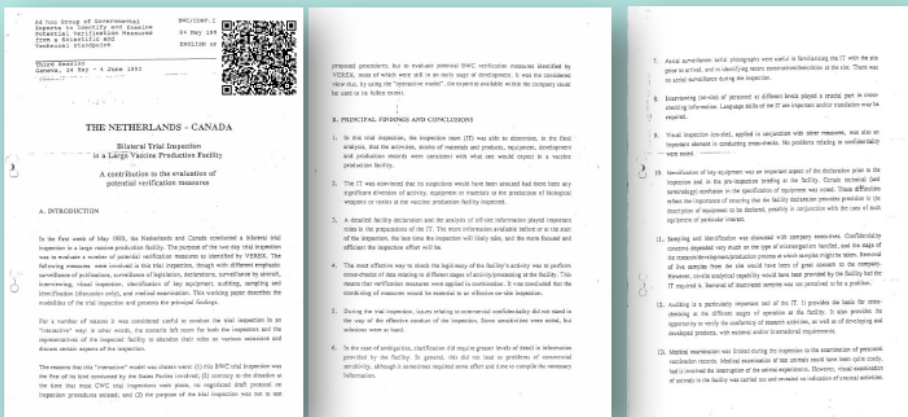 Ad hoc Group of Governmental
Experts to Identify and Examine
Potential Verification Measures
from a Scientific and
Technical Standpoint
BWC/CONF.I
24 May 199
ENGLISH
Third Session
Geneva, 24 May - 4 June 1993
THE NETHERLANDS - CANADA
Bilateral Trial Inspection
in a Large Vaccine Production Facility
A contribution to the evaluation of
potential verification measures
A. INTRODUCTION
In the first week of May 1993, the Netherlands and Canada conducted a bilateral trial
inspection in a large vaccine production facility. The purpose of the two day trial inspection
was to evaluate a number of potential verification measures as identified by VEREX. The
following measures were involved in this trial inspection, though with different emphasis:
surveillance of publications, surveillance of legislation, declarations, surveillance by aircraft,
interviewing, visual inspection, identification of key equipment, auditing, sampling and
identification (discussion only), and medical examination. This working paper describes the
modalities of the trial inspection and presents the principal findings.
For a number of reasons it was considered useful to conduct the trial inspection in an
"interactive" way: in other words, the scenario left room for both the inspectors and the
representatives of the inspected facility to abandon their roles on various occasions and
discuss certain aspects of the inspection.
The reasons that this "interactive" model was chosen were: (1) this BWC trial inspection was
the first of its kind conducted by the States Parties involved; (2) contrary to the situation at
the time that most CWC trial inspections took place, no negotiated draft protocol on
inspection procedures existed; and (3) the purpose of the trial inspection was not to test
proposed procedures, but to evaluate potential BWC verification measures identified by
VEREX, most of which were still in an early stage of development. It was the considered
view that, by using the "interactive model", the expertise available within the company could
be used to its fullest extent.
B. PRINCIPAL FINDINGS AND CONCLUSIONS
1. In this trial inspection, the inspection team (IT) was able to determine, in the final
analysis, that the activities, stocks of materials and products, equipment, development
and production records were consistent with what one would expect in a vaccine
production facility.
2. The IT was convinced that its suspicions would have been aroused had there been any
significant diversion of activity, equipment or materials to the production of biological
weapons or toxins at the vaccine production facility inspected.
3. A detailed facility declaration and the analysis of off-site information played important
roles in the preparations of the IT. The more information available before or at the start
of the inspection, the less time the inspection will likely take, and the more focused and
efficient the inspection effort will be.
4. The most effective way to check the legitimacy of the facility's activity was to perform
cross-checks of data relating to different stages of activity/processing at the facility. This
means that verification measures were applied in combination. It was concluded that the
combining of measures would be essential to an effective on-site inspection.
5. During the trial inspection, issues relating to commercial confidentiality did not stand in
the way of the effective conduct of the inspection. Some sensitivities were noted, but
solutions were at hand.
6. In the case of ambiguities, clarification did require greater levels of detail in information
provided by the facility. In general, this did not lead to problems of commercial
sensitivity, although it sometimes required some effort and time to compile the necessary
information.
7. Aerial surveillance: aerial photographs were useful in familiarising the IT with the site
prior to arrival, and in identifying recent construction/demolition at the site. There was
no aerial surveillance during the inspection.
8. Interviewing (on-site) of personnel at different levels played a crucial part in cross-
checking information. Language skills of the IT are important and/or translation may be
required.
9. Visual inspection (on-site), applied in conjunction with other measures, was also an
important element in conducting cross-checks. No problems relating to confidentiality
were noted.
10. Identification of key equipment was an important aspect of the declaration prior to the
inspection and in the pre-inspection briefing at the facility. Certain technical (and
terminology) confusion in the specification of equipment was noted. These difficulties
reflect the importance of ensuring that the facility declaration provides precision in the
description of equipment to be declared, possibly in conjunction with the uses of such
equipment of particular interest.
11. Sampling and identification was discussed with company executives. Confidentiality
concerns depended very much on the type of microorganism handled, and the stage of
the research/development/production process at which samples might be taken. Removal
of live samples from the site would have been of great concern to the company.
However, on-site analytical capability would have been provided by the facility had the
IT required it. Removal of inactivated samples was not perceived to be a problem.
12. Auditing is a particularly important tool of the IT. It provides the basis for cross-
checking at the different stages of operation at the facility. It also provides the
opportunity to verify the conformity of research activities, as well as of developing and
developed products, with national and/or international requirements.
13. Medical examination was limited during the inspection to the examination of personnel
vaccination records. Medical examination of test animals could have been quite costly,
had it involved the interruption of the animal experiments. However, visual examination
of animals in the facility was carried out and revealed no indication of unusual activities.